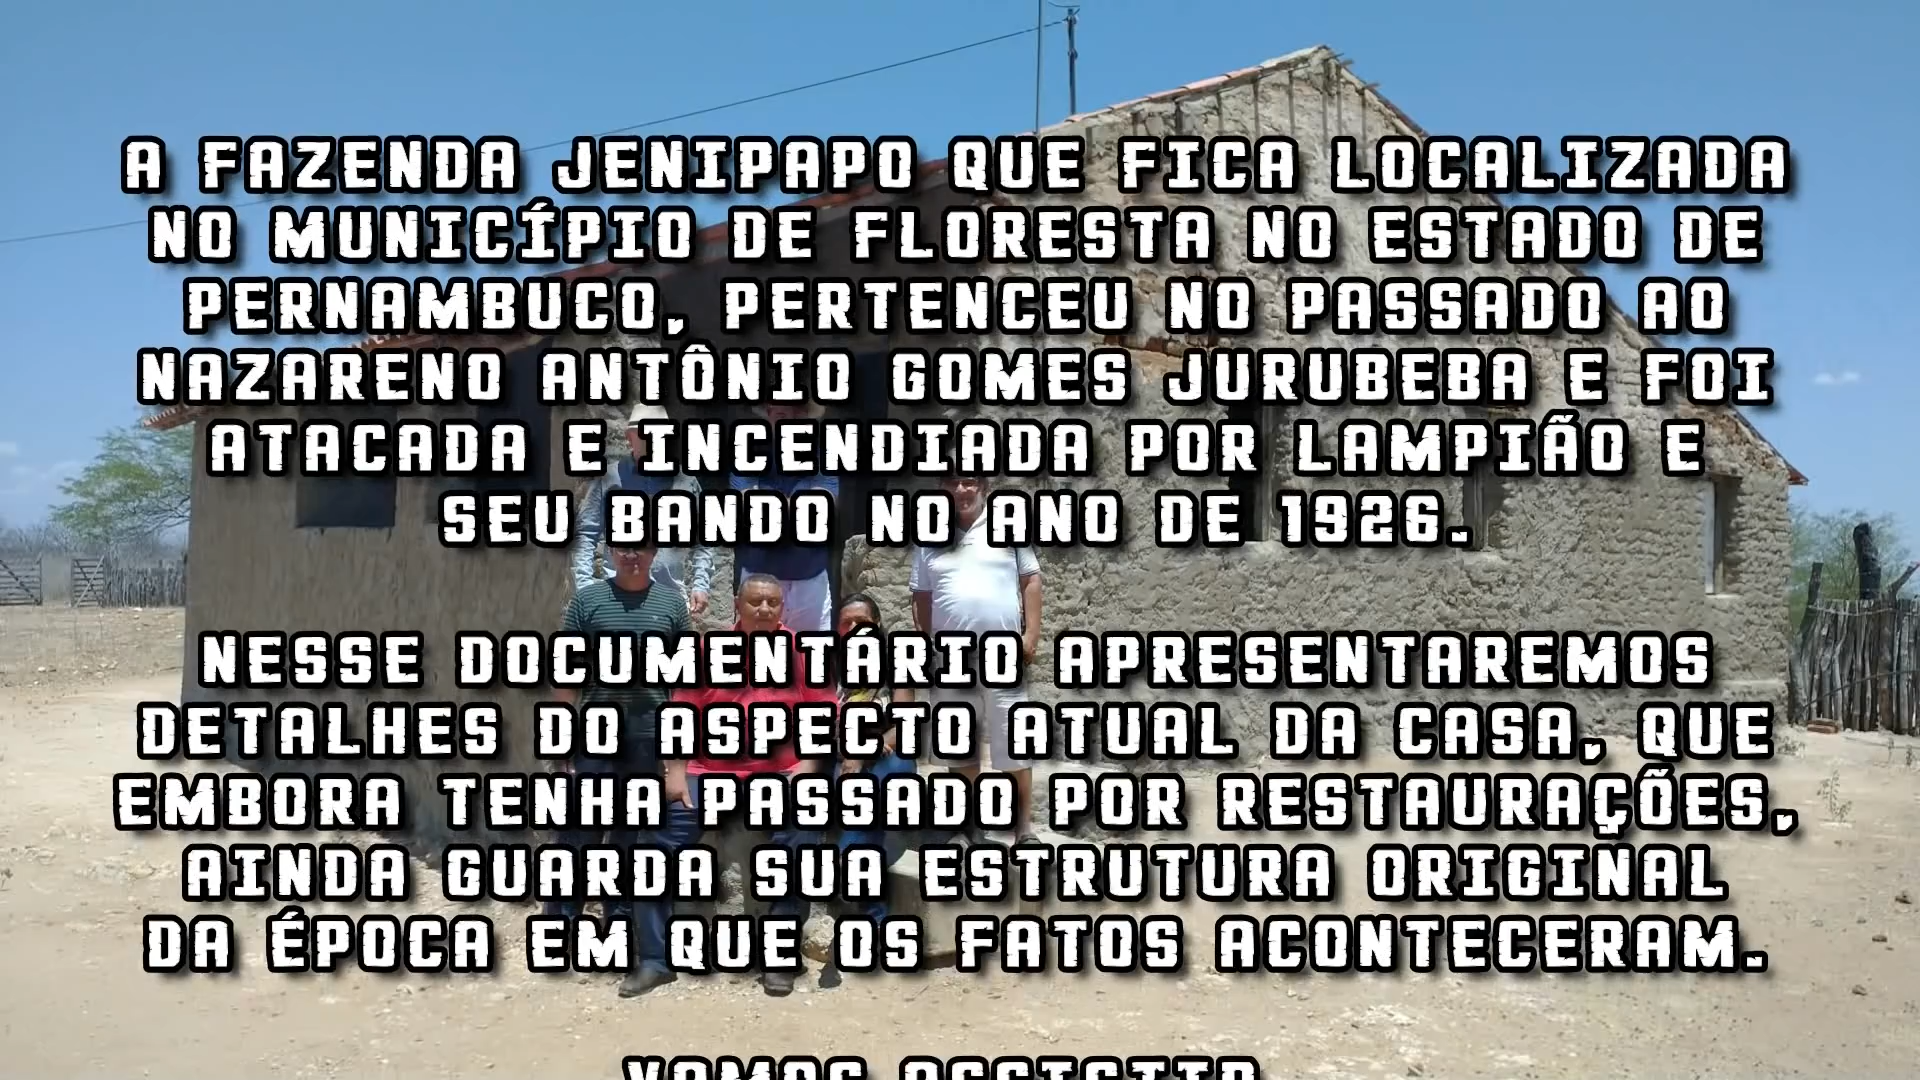 A FAZENDA JENIPAPO QUE FICA LOCALIZADA
NO MUNICÍPIO DE FLORESTA NO ESTADO DE
PERNAMBUCO, PERTENCEU NO PASSADO AO
NAZARENO ANTÔNIO GOMES JURUBEBA E FOI
ATACADA E INCENDIADA POR LAMPIÃO E
SEU BANDO NO ANO DE 1926.
NESSE DOCUMENTÁRIO APRESENTAREMOS
DETALHES DO ASPECTO ATUAL DA CASA, QUE
EMBORA TENHA PASSADO POR RESTAURAÇÕES,
AINDA GUARDA SUA ESTRUTURA ORIGINAL
DA ÉPOCA EM QUE OS FATOS ACONTECERAM.
VAMOS ASSISTIR